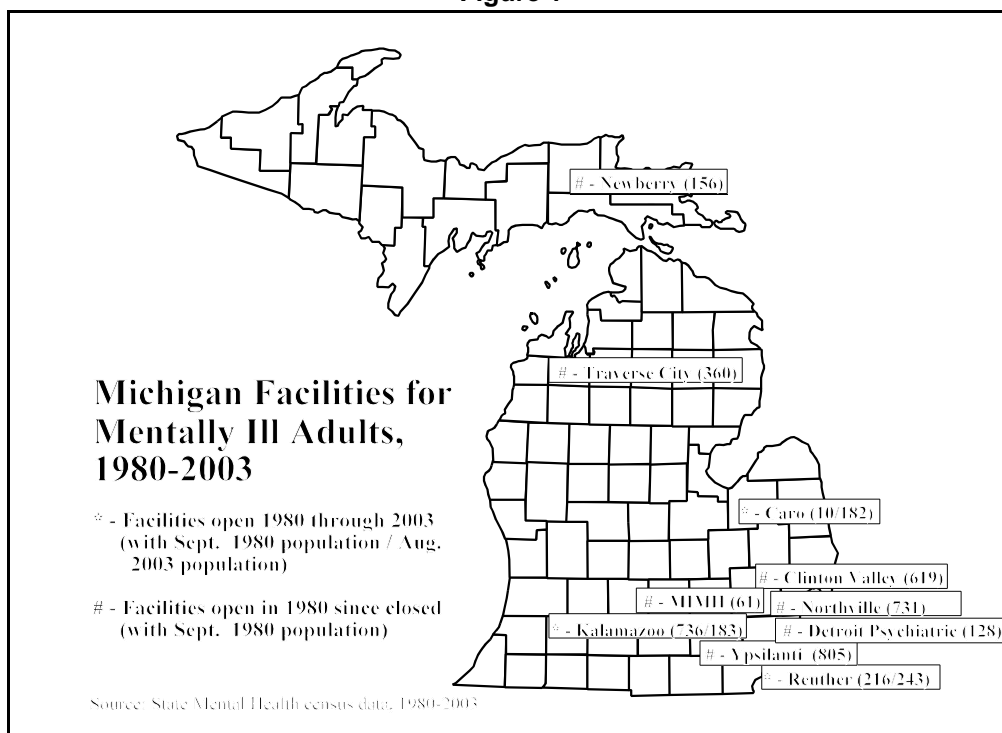 # - Newberry (156)
# - Traverse City (360)
Michigan Facilities for
Mentally Ill Adults,
1980-2003
* - Facilities open 1980 through 2003
(with Sept. 1980 population / Aug.
2003 population)
# - Facilities open in 1980 since closed
(with Sept. 1980 population)
* - Caro (10/182)
# - Clinton Valley (619)
# - MIMH (61)
# - Northville (731)
* - Kalamazoo (736/183)
# - Detroit Psychiatric (128)
# - Ypsilanti (805)
* - Reuther (216/243)
Source: State Mental Health census data, 1980-2003